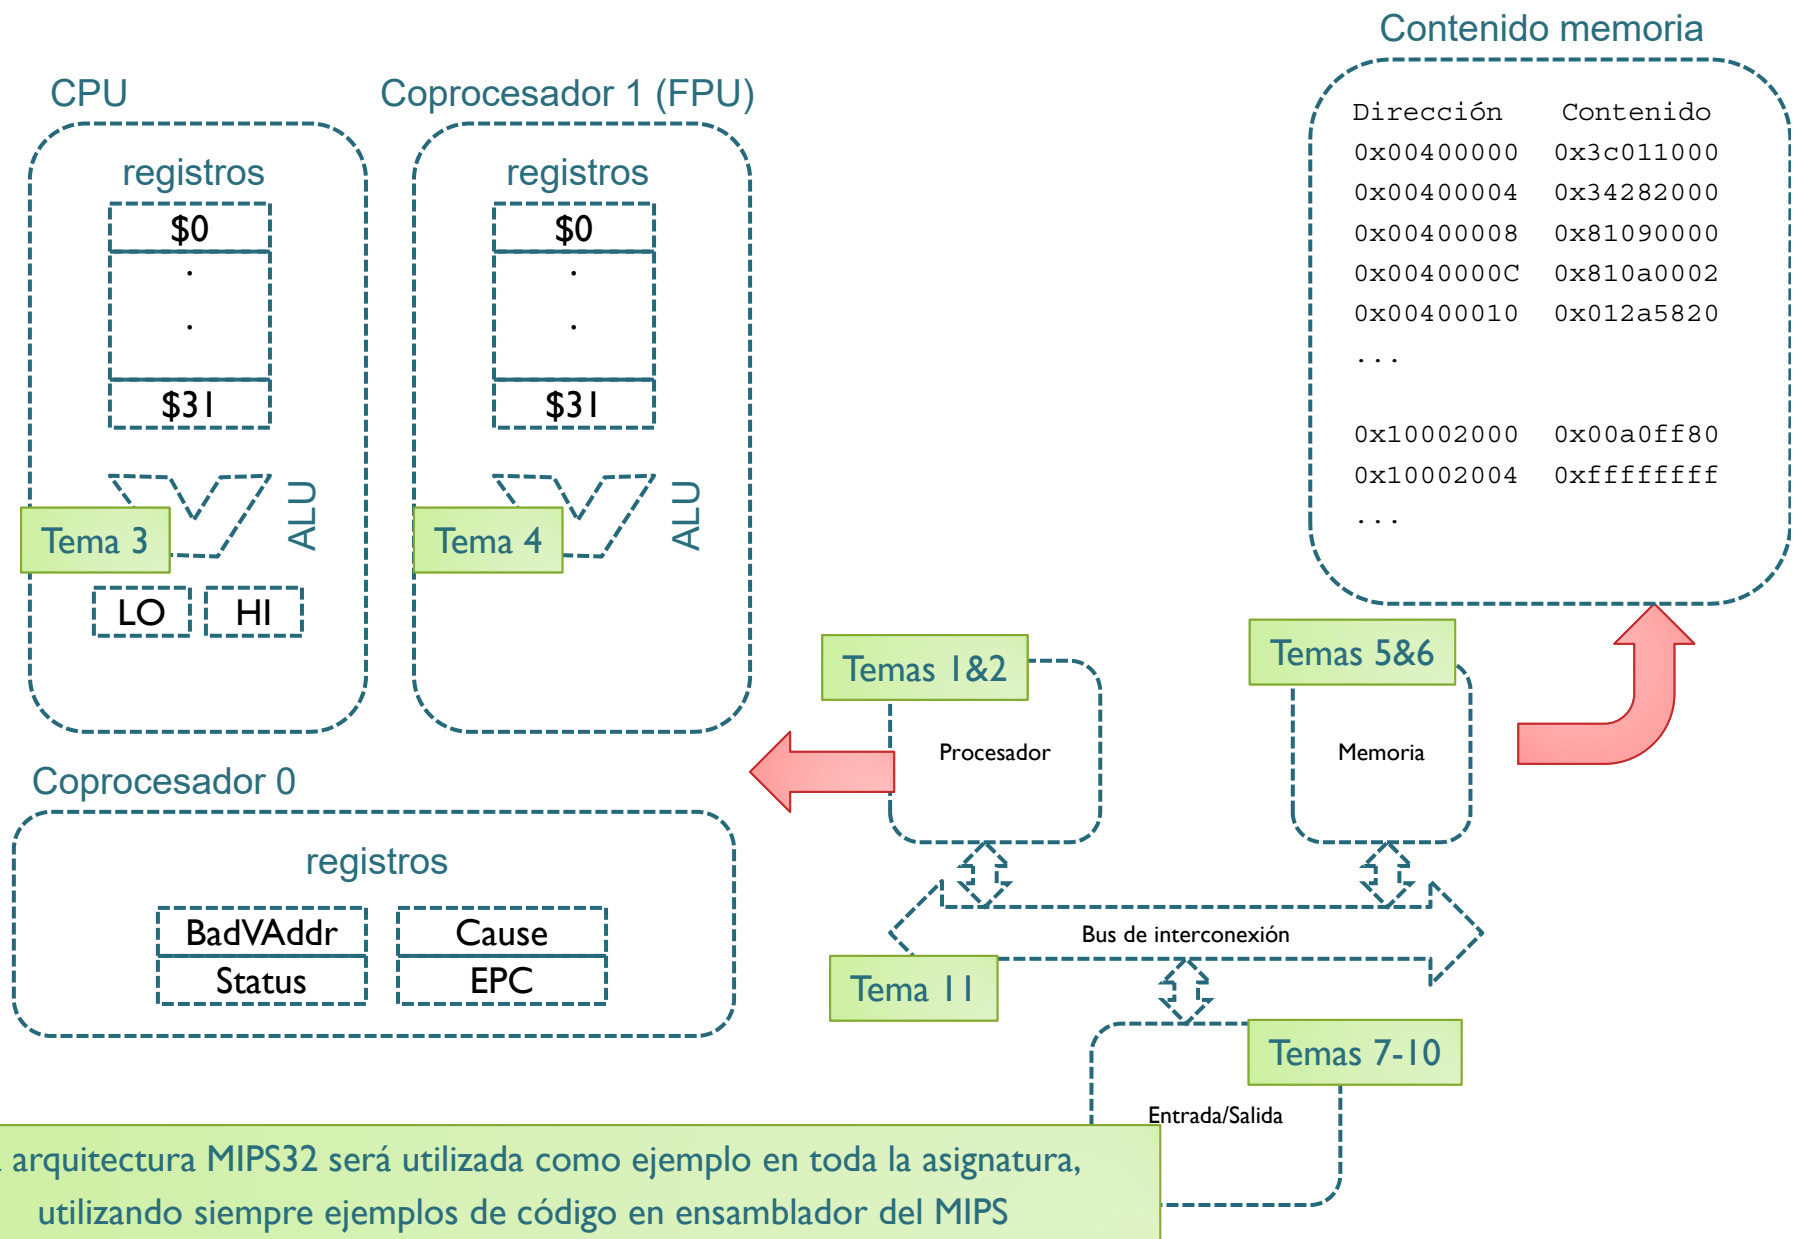 Contenido memoria
Dirección Contenido
0x00400000 0x3c011000
0x00400004 0x34282000
0x00400008 0x81090000
0x0040000C 0x810a0002
0x00400010 0x012a5820
...
0x10002000 0x00a0ff80
0x10002004 0xffffffff
...
CPU
registros
$0
.
.
$31
ALU
Tema 3
LO HI
Coprocesador 1 (FPU)
registros
$0
.
.
$31
ALU
Tema 4
Coprocesador 0
registros
BadVAddr Cause
Status EPC
Temas 1&2
Procesador
Temas 5&6
Memoria
Bus de interconexión
Tema 11
Temas 7-10
Entrada/Salida
arquitectura MIPS32 será utilizada como ejemplo en toda la asignatura,
utilizando siempre ejemplos de código en ensamblador del MIPS